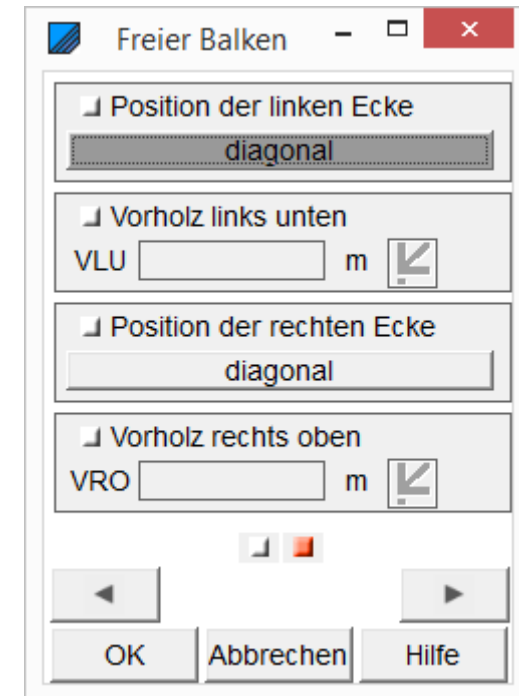 Freier Balken
Position der linken Ecke
diagonal
Vorholz links unten
VLU m
Position der rechten Ecke
diagonal
Vorholz rechts oben
VRO m
OK Abbrechen Hilfe